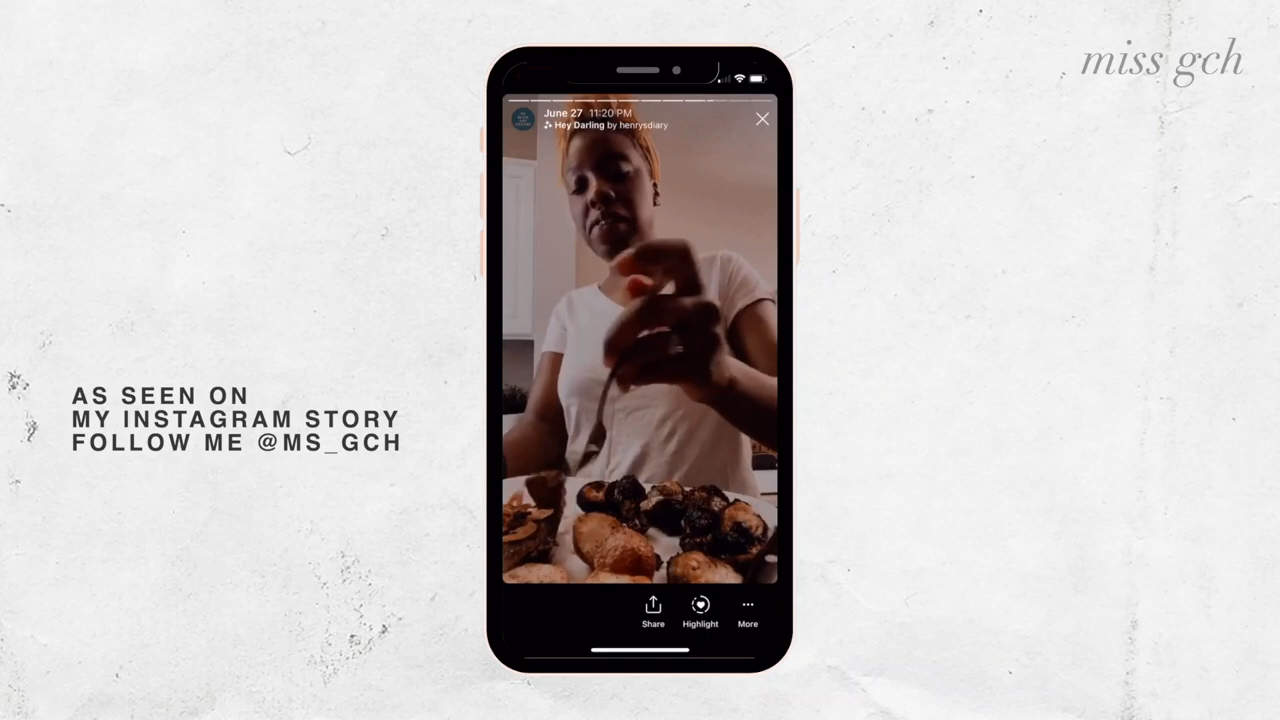 miss gch
June 27 11:20 PM
Hey Darling by henrysdiary
AS SEEN ON
MY INSTAGRAM STORY
FOLLOW ME @MS_GCH
Share Highlight More